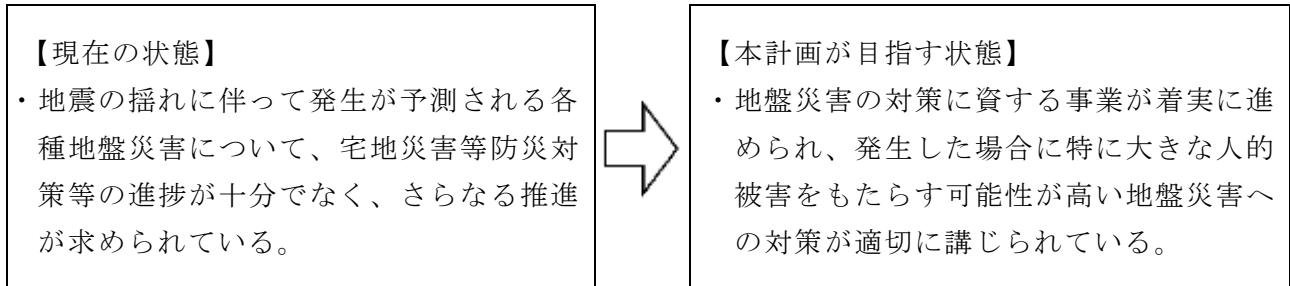 【現在の状態】
・地震の揺れに伴って発生が予測される各
種地盤災害について、宅地災害等防災対
策等の進捗が十分でなく、さらなる推進
が求められている。
【本計画が目指す状態】
・地盤災害の対策に資する事業が着実に進
められ、発生した場合に特に大きな人的
被害をもたらす可能性が高い地盤災害へ
の対策が適切に講じられている。